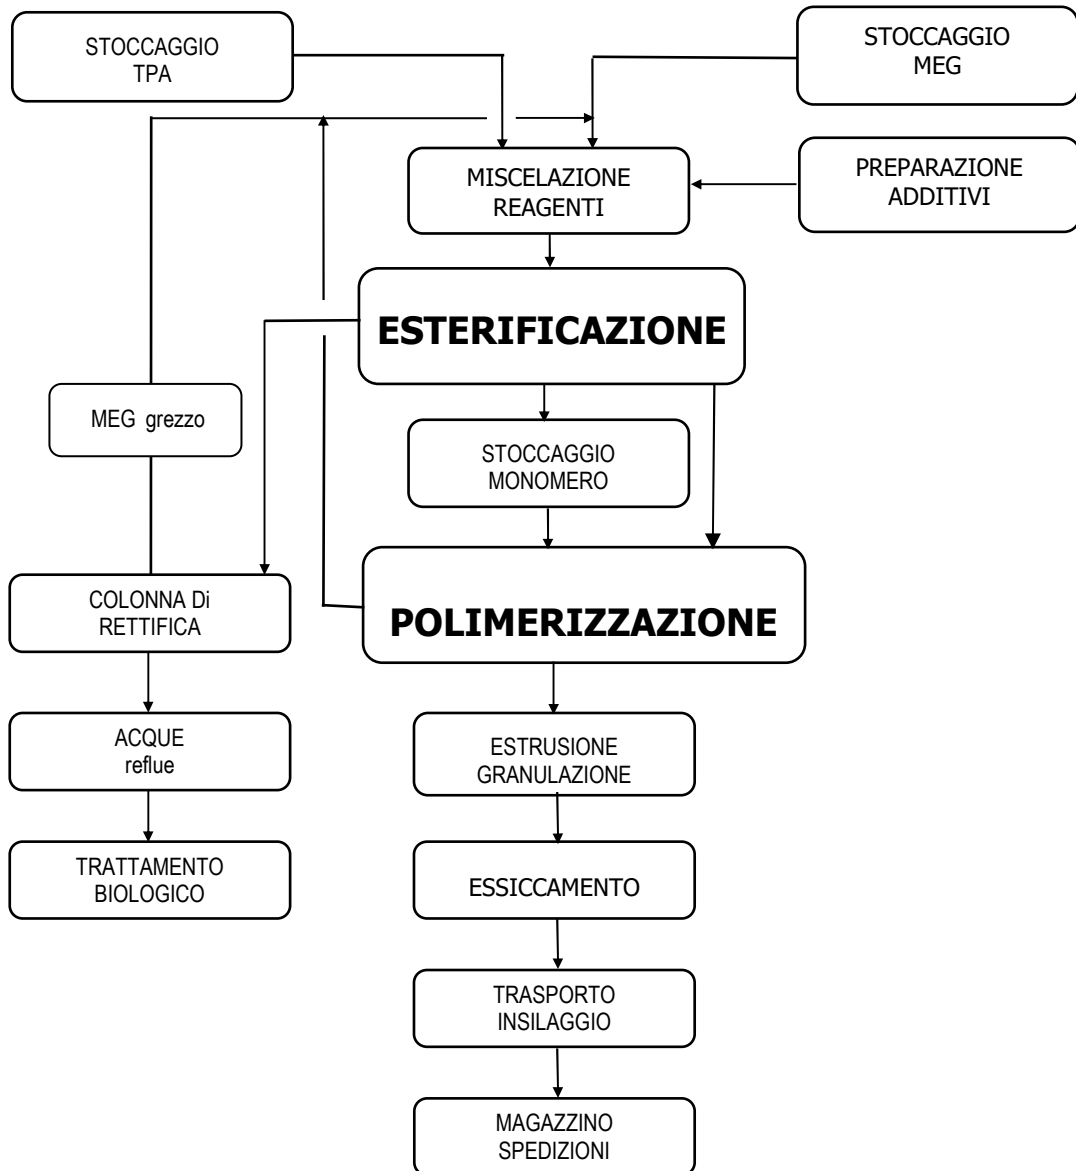 STOCCAGGIO
TPA
STOCCAGGIO
MEG
MISCELAZIONE
REAGENTI
PREPARAZIONE
ADDITIVI
ESTERIFICAZIONE
MEG grezzo
STOCCAGGIO
MONOMERO
COLONNA Di
RETTIFICA
POLIMERIZZAZIONE
ACQUE
reflue
ESTRUSIONE
GRANULAZIONE
TRATTAMENTO
BIOLOGICO
ESSICCAMENTO
TRASPORTO
INSILAGGIO
MAGAZZINO
SPEDIZIONI